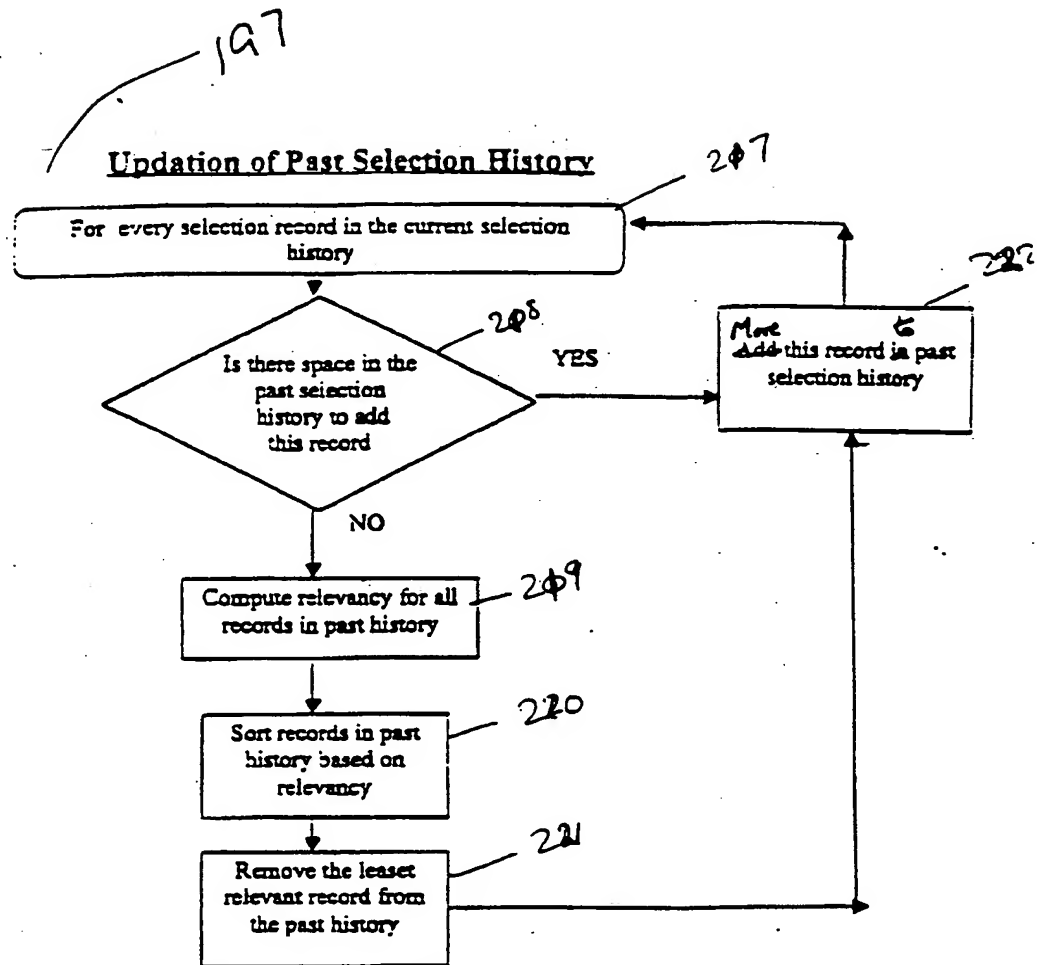 197
Updation of Past Selection History
207
For every selection record in the current selection
history
208
Is there space in the
past selection
history to add
this record
YES
Move to
Add this record in past
selection history
NO
209
Compute relevancy for all
records in past history
Sort records in past
history based on
relevancy
Remove the leaset
relevant record from
the past history